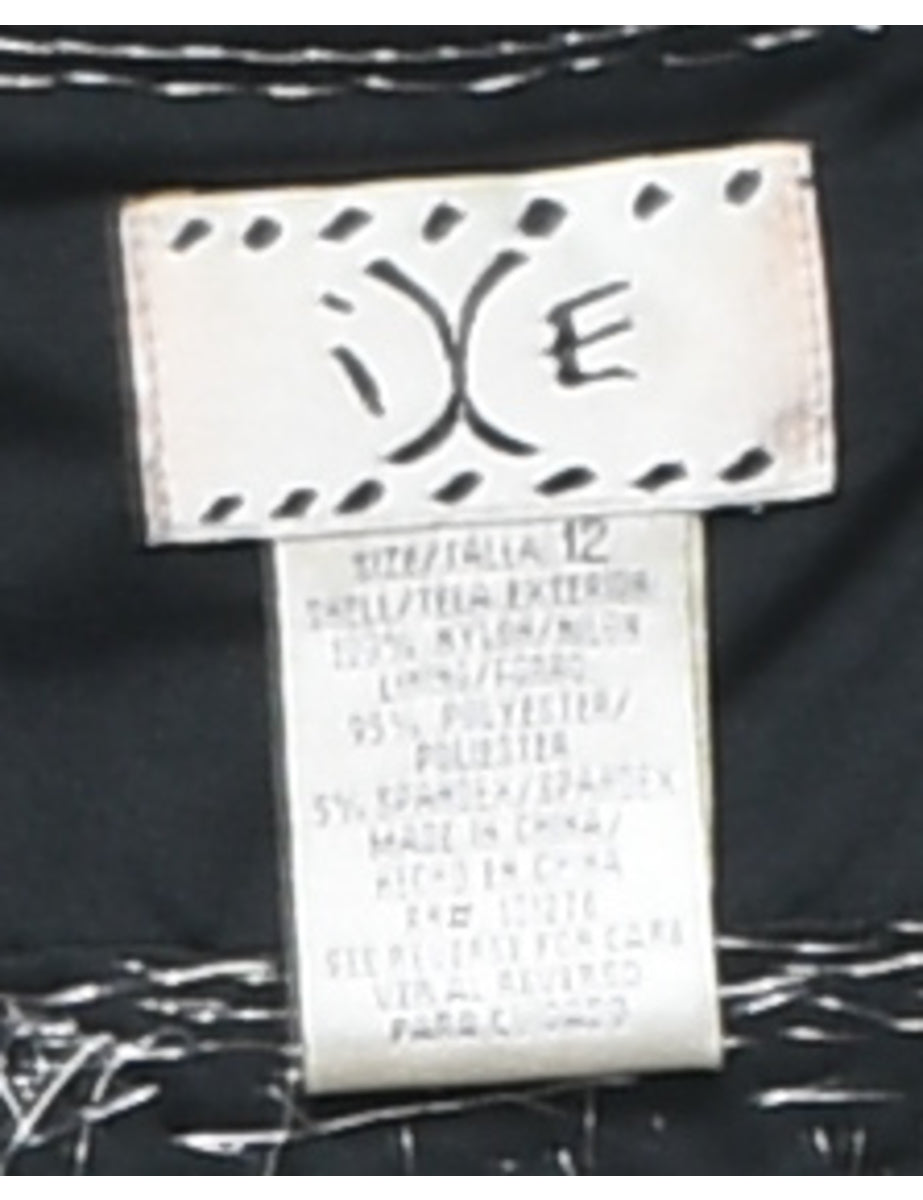 iXE
SIZE/TALLA 12
SHELL/TELA EXTERIOR
100% NYLON/NILON
LINING/FORRO
95% POLYESTER/
POLIESTER
5% SPANDEX/SPANDEX
MADE IN CHINA/
HECHO EN CHINA
SEE REVERSE FOR CARE
VER AL REVERSO
PARA CUIDADO